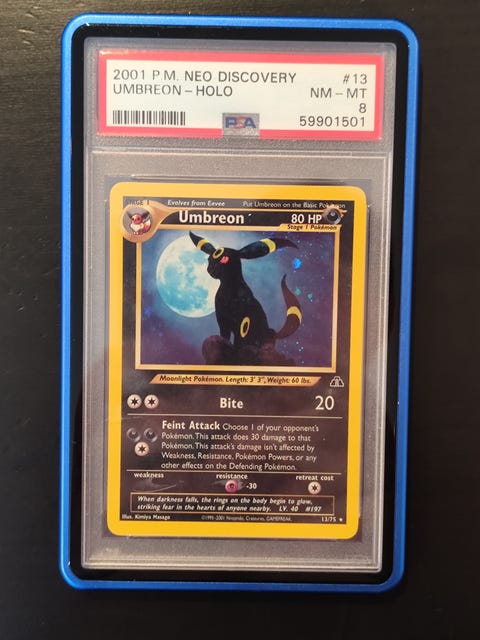 2001 P.M. NEO DISCOVERY #13
UMBREON - HOLO NM - MT
8
PSA 59901501
STAGE 1 Evolves from Eevee Put Umbreon on the Basic Pokémon
Umbreon 80 HP
Stage 1 Pokémon
Moonlight Pokémon. Length: 3' 3", Weight: 60 lbs.
Bite 20
Feint Attack Choose 1 of your opponent's
Pokémon. This attack does 30 damage to that
Pokémon. This attack's damage isn't affected by
Weakness, Resistance, Pokémon Powers, or any
other effects on the Defending Pokémon.
weakness resistance retreat cost
-30
When darkness falls, the rings on the body begin to glow,
striking fear in the hearts of anyone nearby. LV. 40 #197
Illus. Kimiya Masago ©1995-2001 Nintendo, Creatures, GAMEFREAK. 13/75 ★